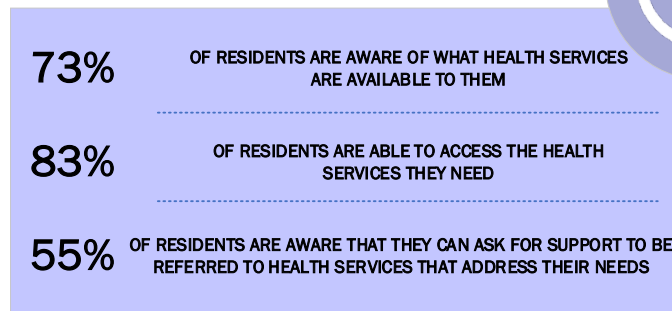 73%
OF RESIDENTS ARE AWARE OF WHAT HEALTH SERVICES
ARE AVAILABLE TO THEM
83%
OF RESIDENTS ARE ABLE TO ACCESS THE HEALTH
SERVICES THEY NEED
55%
OF RESIDENTS ARE AWARE THAT THEY CAN ASK FOR SUPPORT TO BE
REFERRED TO HEALTH SERVICES THAT ADDRESS THEIR NEEDS